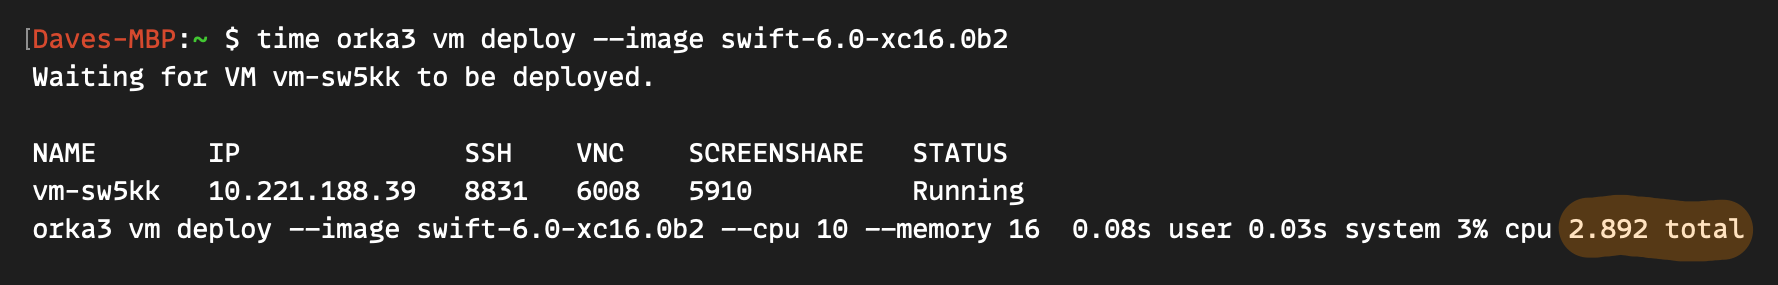 [Daves-MBP:~ $ time orka3 vm deploy --image swift-6.0-xc16.0b2
Waiting for VM vm-sw5kk to be deployed.
NAME IP SSH VNC SCREENSHARE STATUS
vm-sw5kk 10.221.188.39 8831 6008 5910 Running
orka3 vm deploy --image swift-6.0-xc16.0b2 --cpu 10 --memory 16 0.08s user 0.03s system 3% cpu 2.892 total